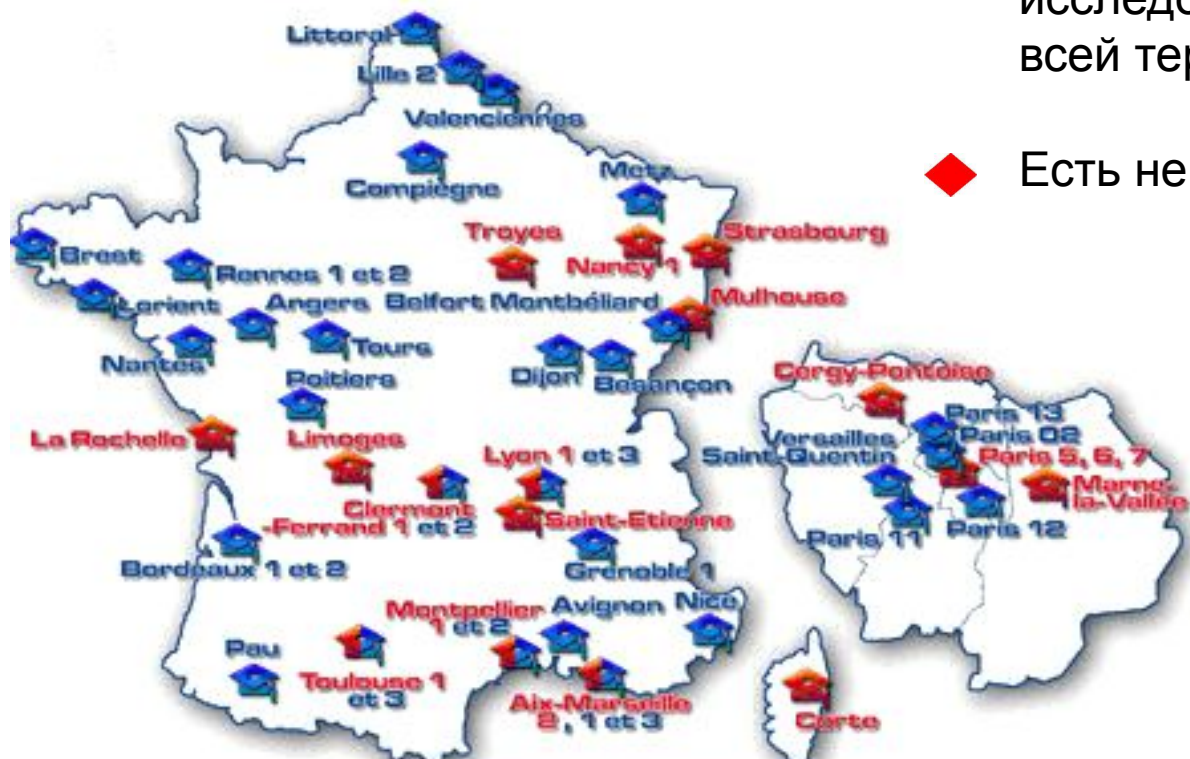 исследо
всей тер
Есть не
Littoral
Lille 2
Valenciennes
Compiègne
Metz
Troyes
Nancy 1
Strasbourg
Brest
Rennes 1 et 2
Lorient
Angers
Belfort Montbéliard
Mulhouse
Nantes
Tours
Dijon
Besançon
Poitiers
La Rochelle
Limoges
Lyon 1 et 3
Clermont
-Ferrand 1 et 2
Saint-Etienne
Bordeaux 1 et 2
Grenoble 1
Montpellier
1 et 2
Avignon
Nice
Pau
Toulouse 1
et 3
Aix-Marseille
2 , 1 et 3
Corte
Cergy-Pontoise
Paris 13
Versailles
Paris 02
Saint-Quentin
Paris 5, 6, 7
Marne-
la-Vallée
Paris 11
Paris 12